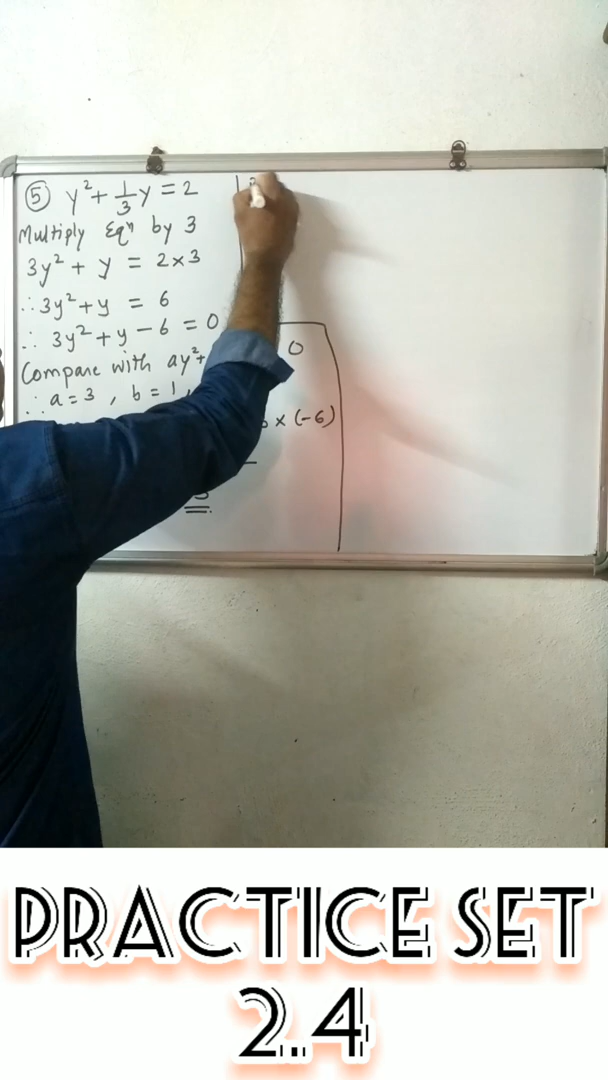 ⑤ y² + 1/3 y = 2
Multiply Eqⁿ by 3
3y² + y = 2 × 3
∴ 3y² + y = 6
∴ 3y² + y − 6 = 0
Compare with ay² + 0
∴ a = 3 , b = 1 ,
× (−6)
PRACTICE SET
2.4